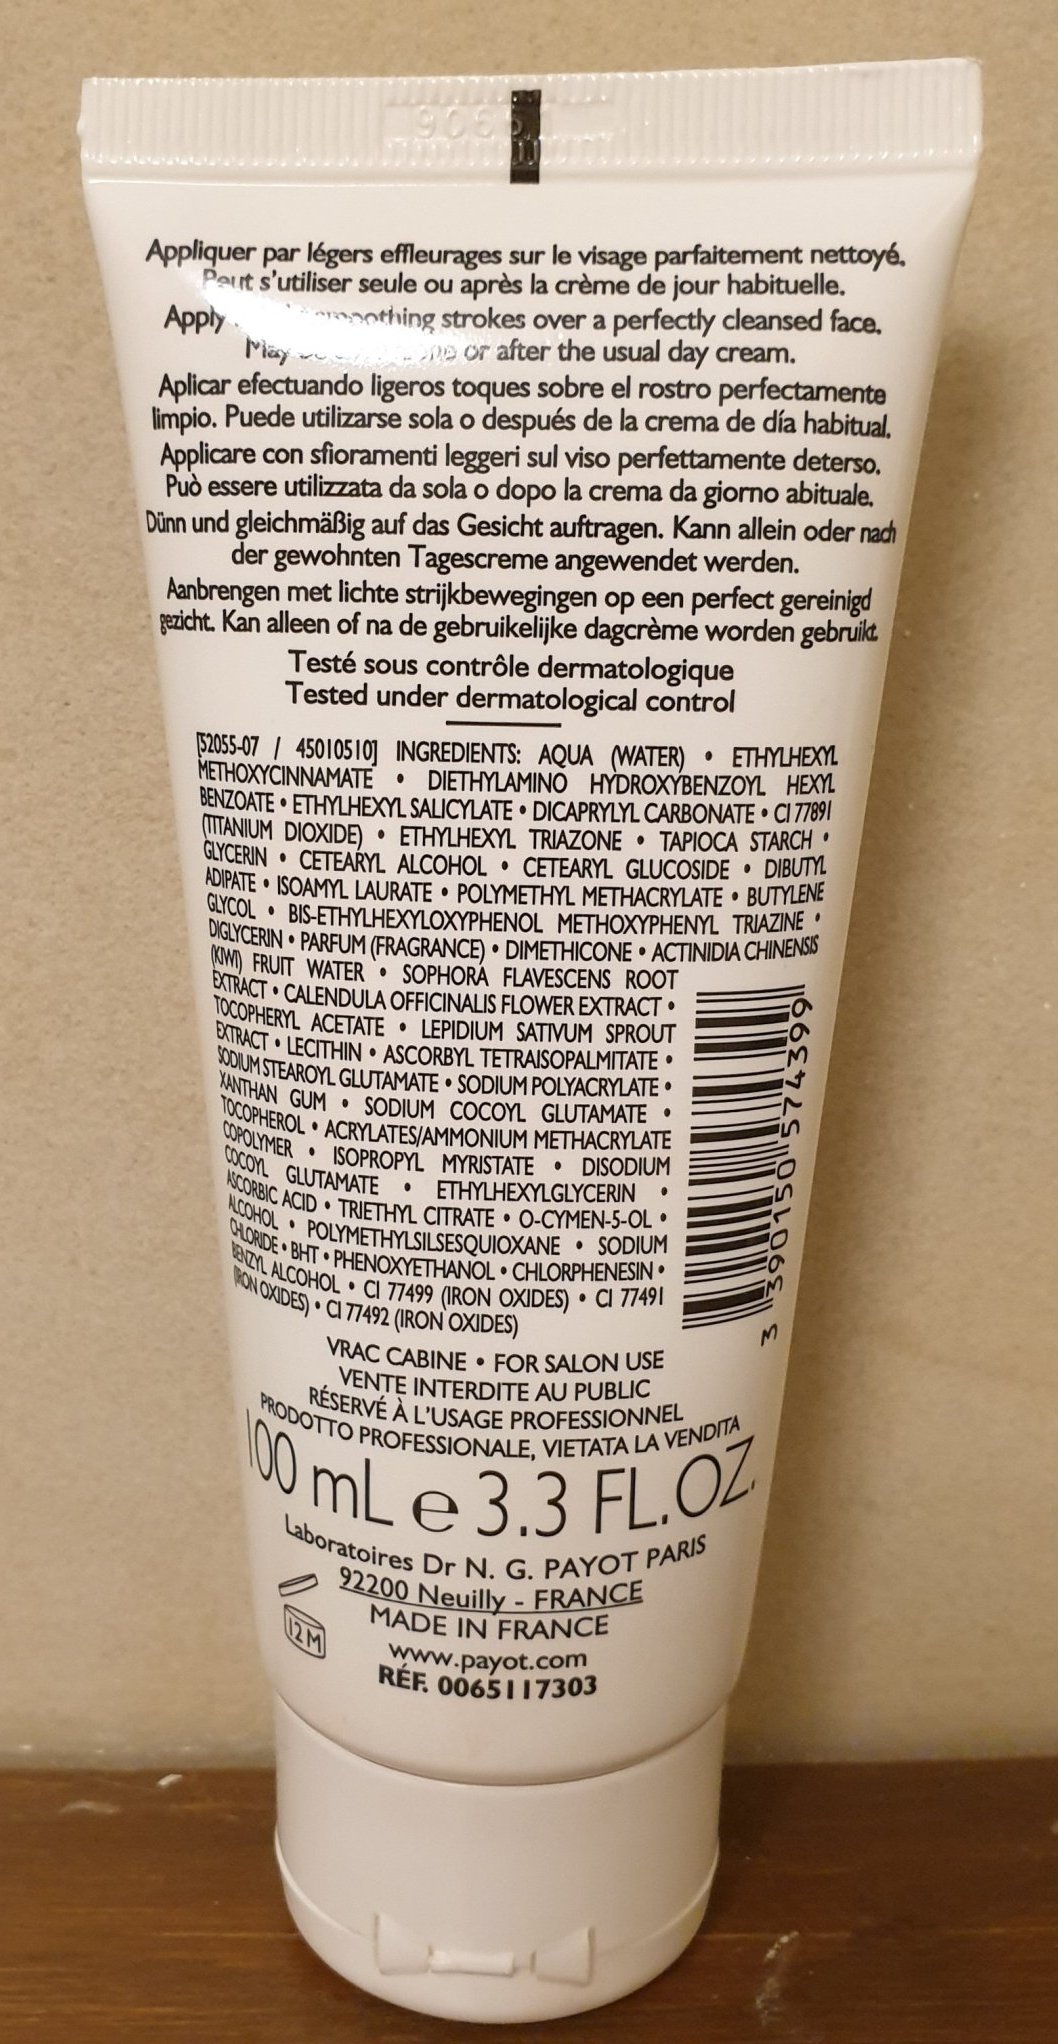 906
Appliquer par légers effleurages sur le visage parfaitement nettoyé.
Peut s'utiliser seule ou après la crème de jour habituelle.
Apply smoothing strokes over a perfectly cleansed face.
May or after the usual day cream.
Aplicar efectuando ligeros toques sobre el rostro perfectamente
limpio. Puede utilizarse sola o después de la crema de día habitual.
Applicare con sfioramenti leggeri sul viso perfettamente deterso.
Può essere utilizzata da sola o dopo la crema da giorno abituale.
Dünn und gleichmäßig auf das Gesicht auftragen. Kann allein oder nach
der gewohnten Tagescreme angewendet werden.
Aanbrengen met lichte strijkbewegingen op een perfect gereinigd
gezicht. Kan alleen of na de gebruikelijke dagcrème worden gebruikt.
Testé sous contrôle dermatologique
Tested under dermatological control
[52055-07 / 45010510] INGREDIENTS: AQUA (WATER) • ETHYLHEXYL
METHOXYCINNAMATE • DIETHYLAMINO HYDROXYBENZOYL HEXYL
BENZOATE • ETHYLHEXYL SALICYLATE • DICAPRYLYL CARBONATE • CI 77891
(TITANIUM DIOXIDE) • ETHYLHEXYL TRIAZONE • TAPIOCA STARCH •
GLYCERIN • CETEARYL ALCOHOL • CETEARYL GLUCOSIDE • DIBUTYL
ADIPATE • ISOAMYL LAURATE • POLYMETHYL METHACRYLATE • BUTYLENE
GLYCOL • BIS-ETHYLHEXYLOXYPHENOL METHOXYPHENYL TRIAZINE •
DIGLYCERIN • PARFUM (FRAGRANCE) • DIMETHICONE • ACTINIDIA CHINENSIS
(KIWI) FRUIT WATER • SOPHORA FLAVESCENS ROOT
EXTRACT • CALENDULA OFFICINALIS FLOWER EXTRACT •
TOCOPHERYL ACETATE • LEPIDIUM SATIVUM SPROUT
EXTRACT • LECITHIN • ASCORBYL TETRAISOPALMITATE •
SODIUM STEAROYL GLUTAMATE • SODIUM POLYACRYLATE •
XANTHAN GUM • SODIUM COCOYL GLUTAMATE •
TOCOPHEROL • ACRYLATES/AMMONIUM METHACRYLATE
COPOLYMER • ISOPROPYL MYRISTATE • DISODIUM
COCOYL GLUTAMATE • ETHYLHEXYLGLYCERIN •
ASCORBIC ACID • TRIETHYL CITRATE • O-CYMEN-5-OL •
ALCOHOL • POLYMETHYLSILSESQUIOXANE • SODIUM
CHLORIDE • BHT • PHENOXYETHANOL • CHLORPHENESIN •
BENZYL ALCOHOL • CI 77499 (IRON OXIDES) • CI 77491
(IRON OXIDES) • CI 77492 (IRON OXIDES)
3 390150 574399
VRAC CABINE • FOR SALON USE
VENTE INTERDITE AU PUBLIC
RÉSERVÉ À L'USAGE PROFESSIONNEL
PRODOTTO PROFESSIONALE, VIETATA LA VENDITA
100 mL e 3.3 FL.OZ.
Laboratoires Dr N. G. PAYOT PARIS
92200 Neuilly - FRANCE
MADE IN FRANCE
12M
www.payot.com
RÉF. 0065117303